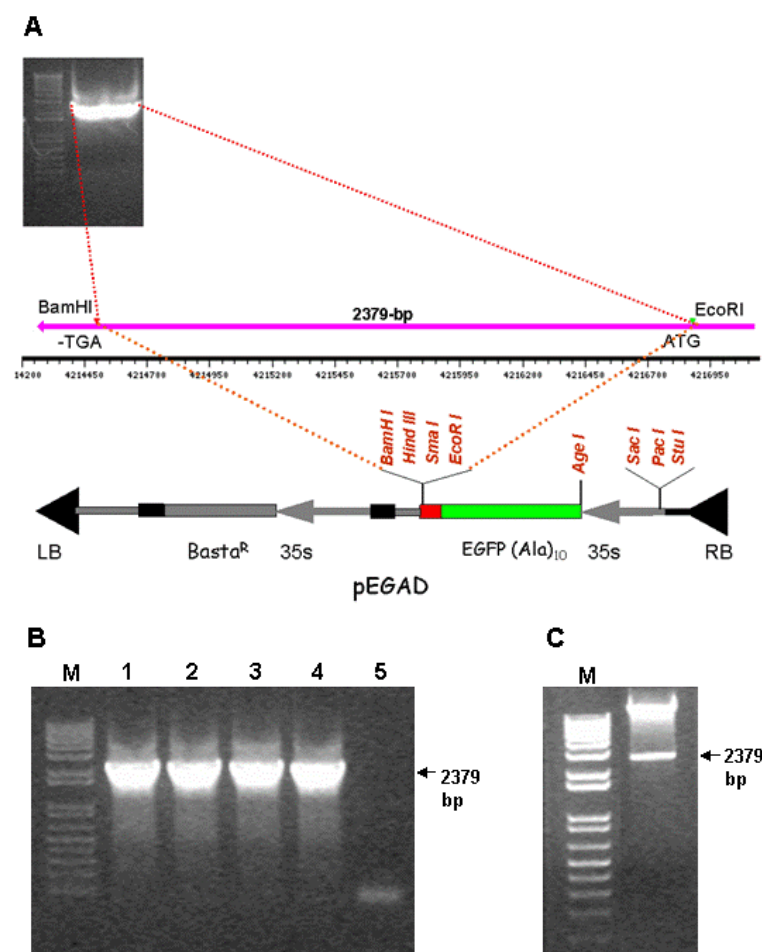 A
BamHI
2379-bp
EcoRI
-TGA
ATG
14200 4214450 4214700 4214950 4215200 4215450 4215700 4215950 4216200 4216450 4216700 4216950
BamH I
Hind III
Sma I
EcoR I
Age I
Sac I
Pac I
Stu I
LB
BastaR
35s
EGFP (Ala)10
35s
RB
pEGAD
B
C
M 1 2 3 4 5
M
2379
bp
2379
bp